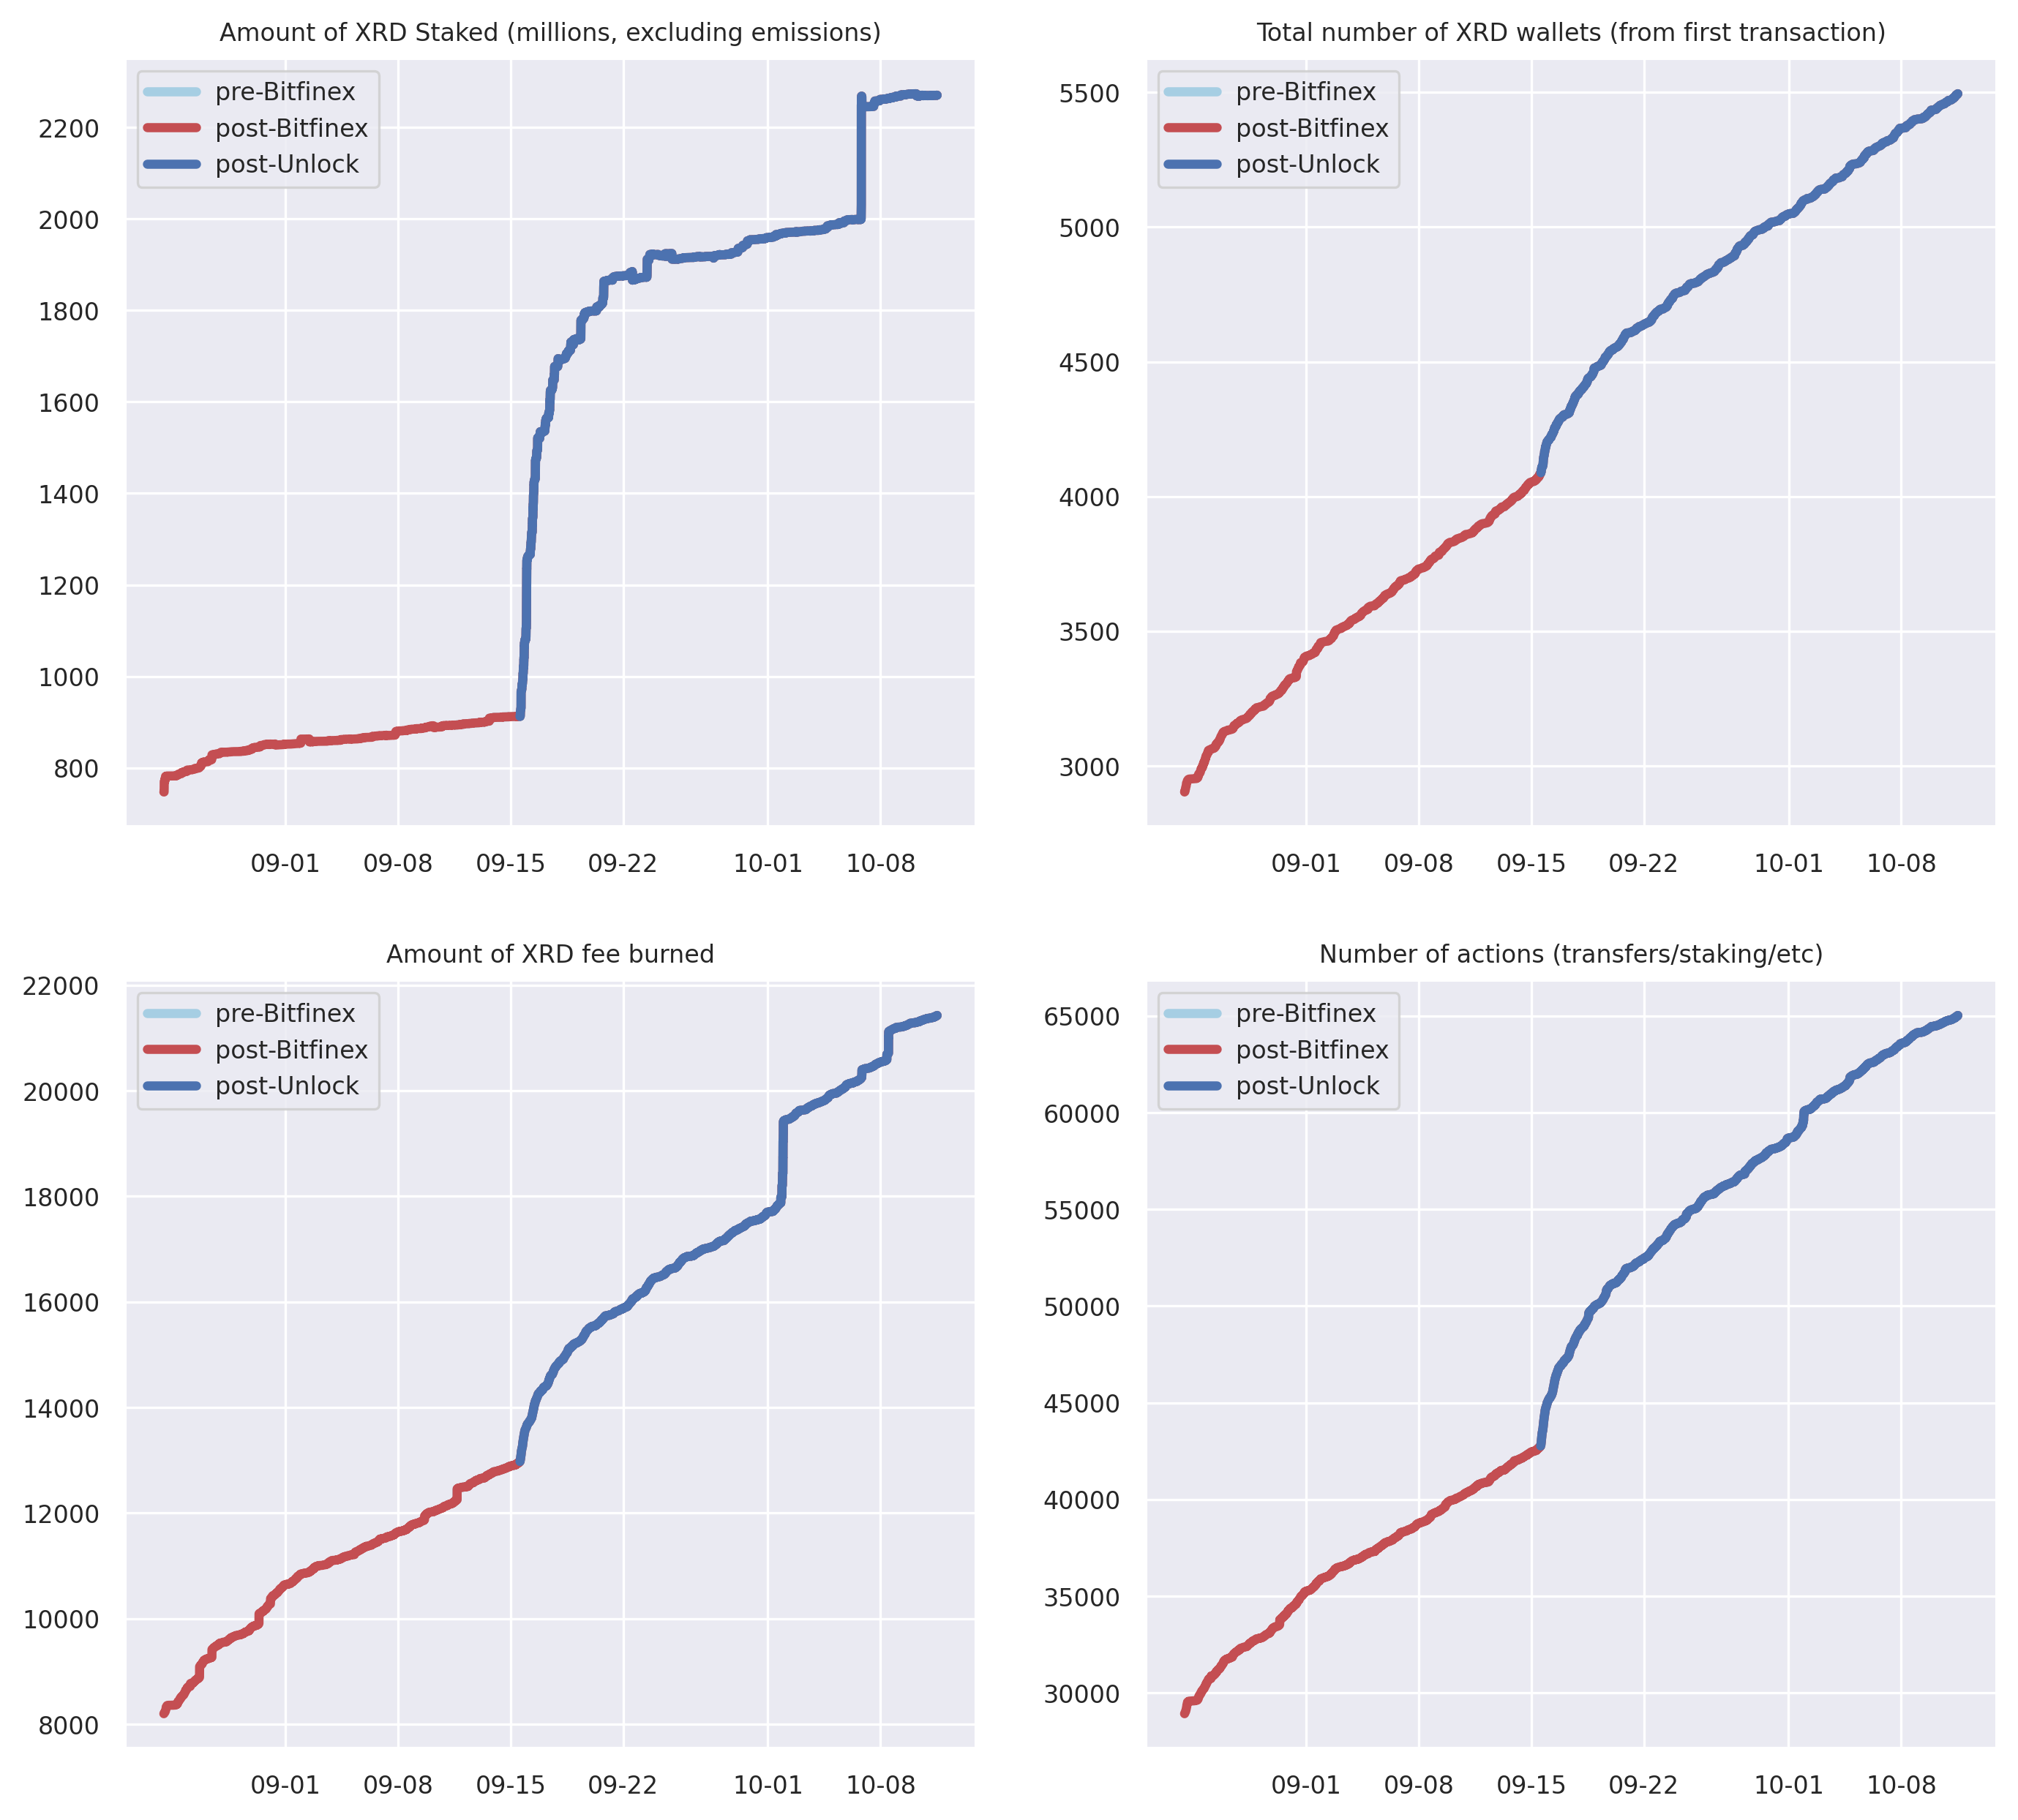 Amount of XRD Staked (millions, excluding emissions)
pre-Bitfinex
post-Bitfinex
post-Unlock
2200
2000
1800
1600
1400
1200
1000
800
09-01 09-08 09-15 09-22 10-01 10-08
Total number of XRD wallets (from first transaction)
pre-Bitfinex
post-Bitfinex
post-Unlock
5500
5000
4500
4000
3500
3000
09-01 09-08 09-15 09-22 10-01 10-08
Amount of XRD fee burned
pre-Bitfinex
post-Bitfinex
post-Unlock
22000
20000
18000
16000
14000
12000
10000
8000
09-01 09-08 09-15 09-22 10-01 10-08
Number of actions (transfers/staking/etc)
pre-Bitfinex
post-Bitfinex
post-Unlock
65000
60000
55000
50000
45000
40000
35000
30000
09-01 09-08 09-15 09-22 10-01 10-08